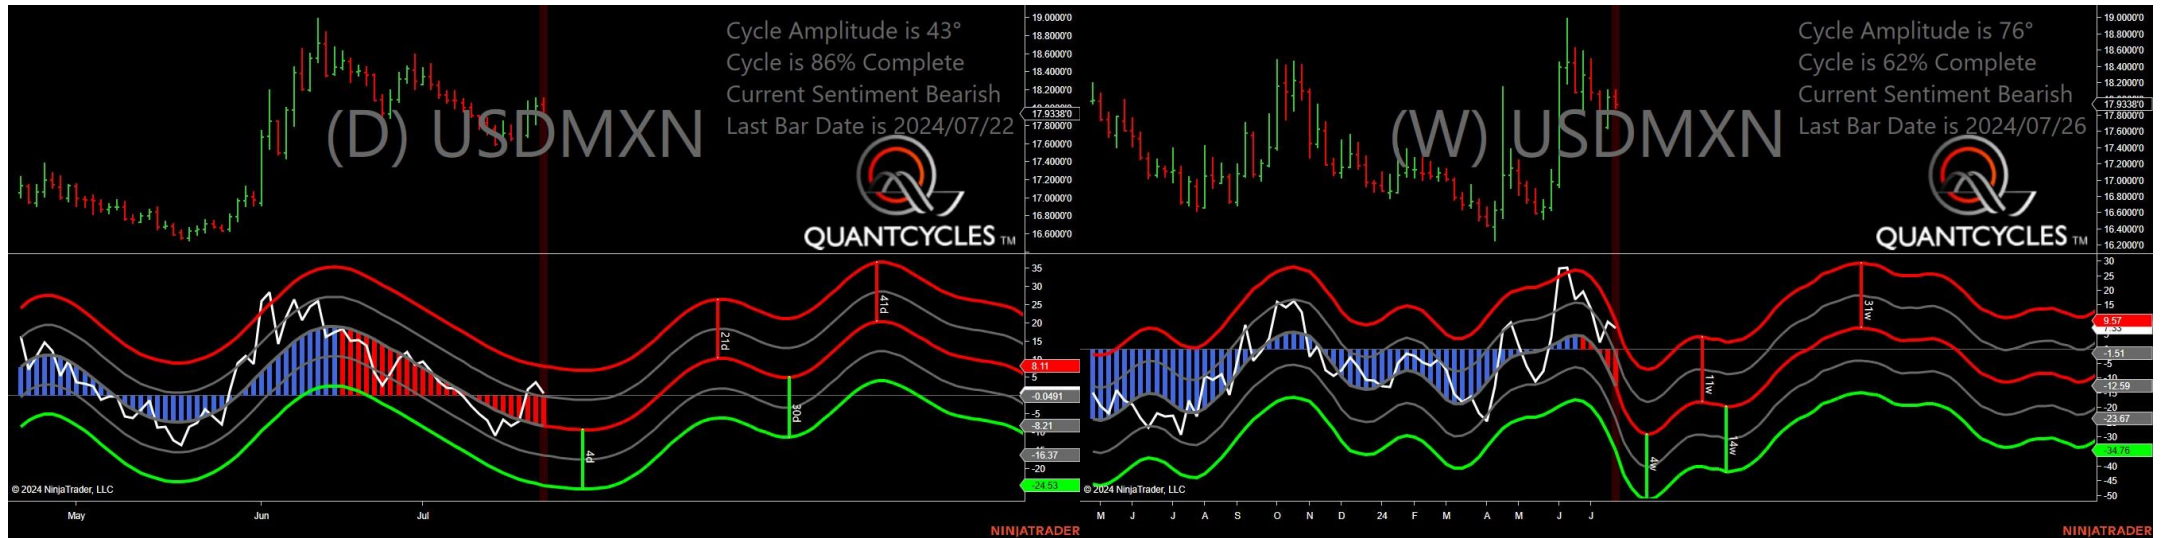 Cycle Amplitude is 43°
Cycle is 86% Complete
Current Sentiment Bearish
Last Bar Date is 2024/07/22
(D) USDMXN
QUANTCYCLES TM
19.0000'0
18.8000'0
18.6000'0
18.4000'0
18.2000'0
17.9338'0
17.8000'0
17.6000'0
17.4000'0
17.2000'0
17.0000'0
16.8000'0
16.6000'0
35
30
25
20
15
8.11
5
-0.0491
-5
-8.21
-16.37
-20
-24.53
21d
41d
4d
30d
© 2024 NinjaTrader, LLC
May
Jun
Jul
NINJATRADER
Cycle Amplitude is 76°
Cycle is 62% Complete
Current Sentiment Bearish
Last Bar Date is 2024/07/26
(W) USDMXN
QUANTCYCLES TM
19.0000'0
18.8000'0
18.6000'0
18.4000'0
18.2000'0
17.9338'0
17.8000'0
17.6000'0
17.4000'0
17.2000'0
17.0000'0
16.8000'0
16.6000'0
16.4000'0
16.2000'0
30
25
20
15
9.57
5
-1.51
-5
-12.59
-20
-23.67
-30
-34.76
-40
-45
-50
31w
11w
4w
14w
© 2024 NinjaTrader, LLC
M J J A S O N D 24 F M A M J J
NINJATRADER